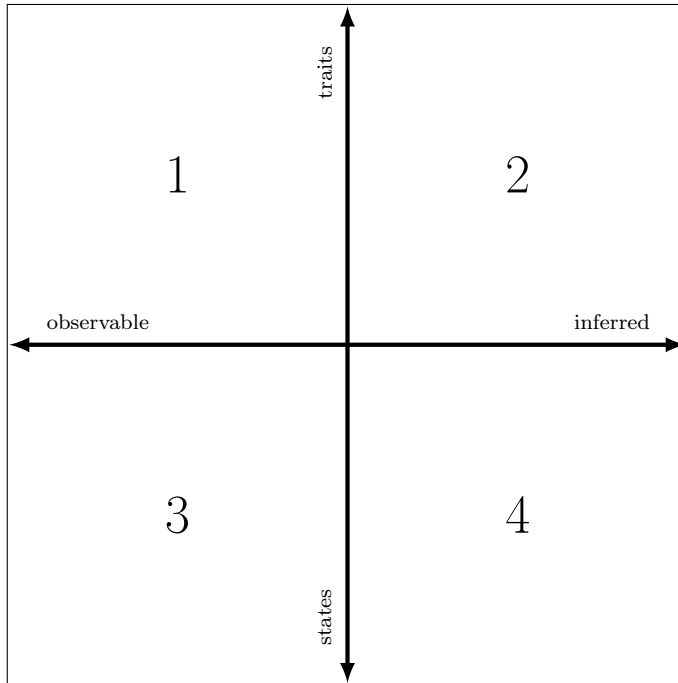 traits
1
2
observable
inferred
3
4
states